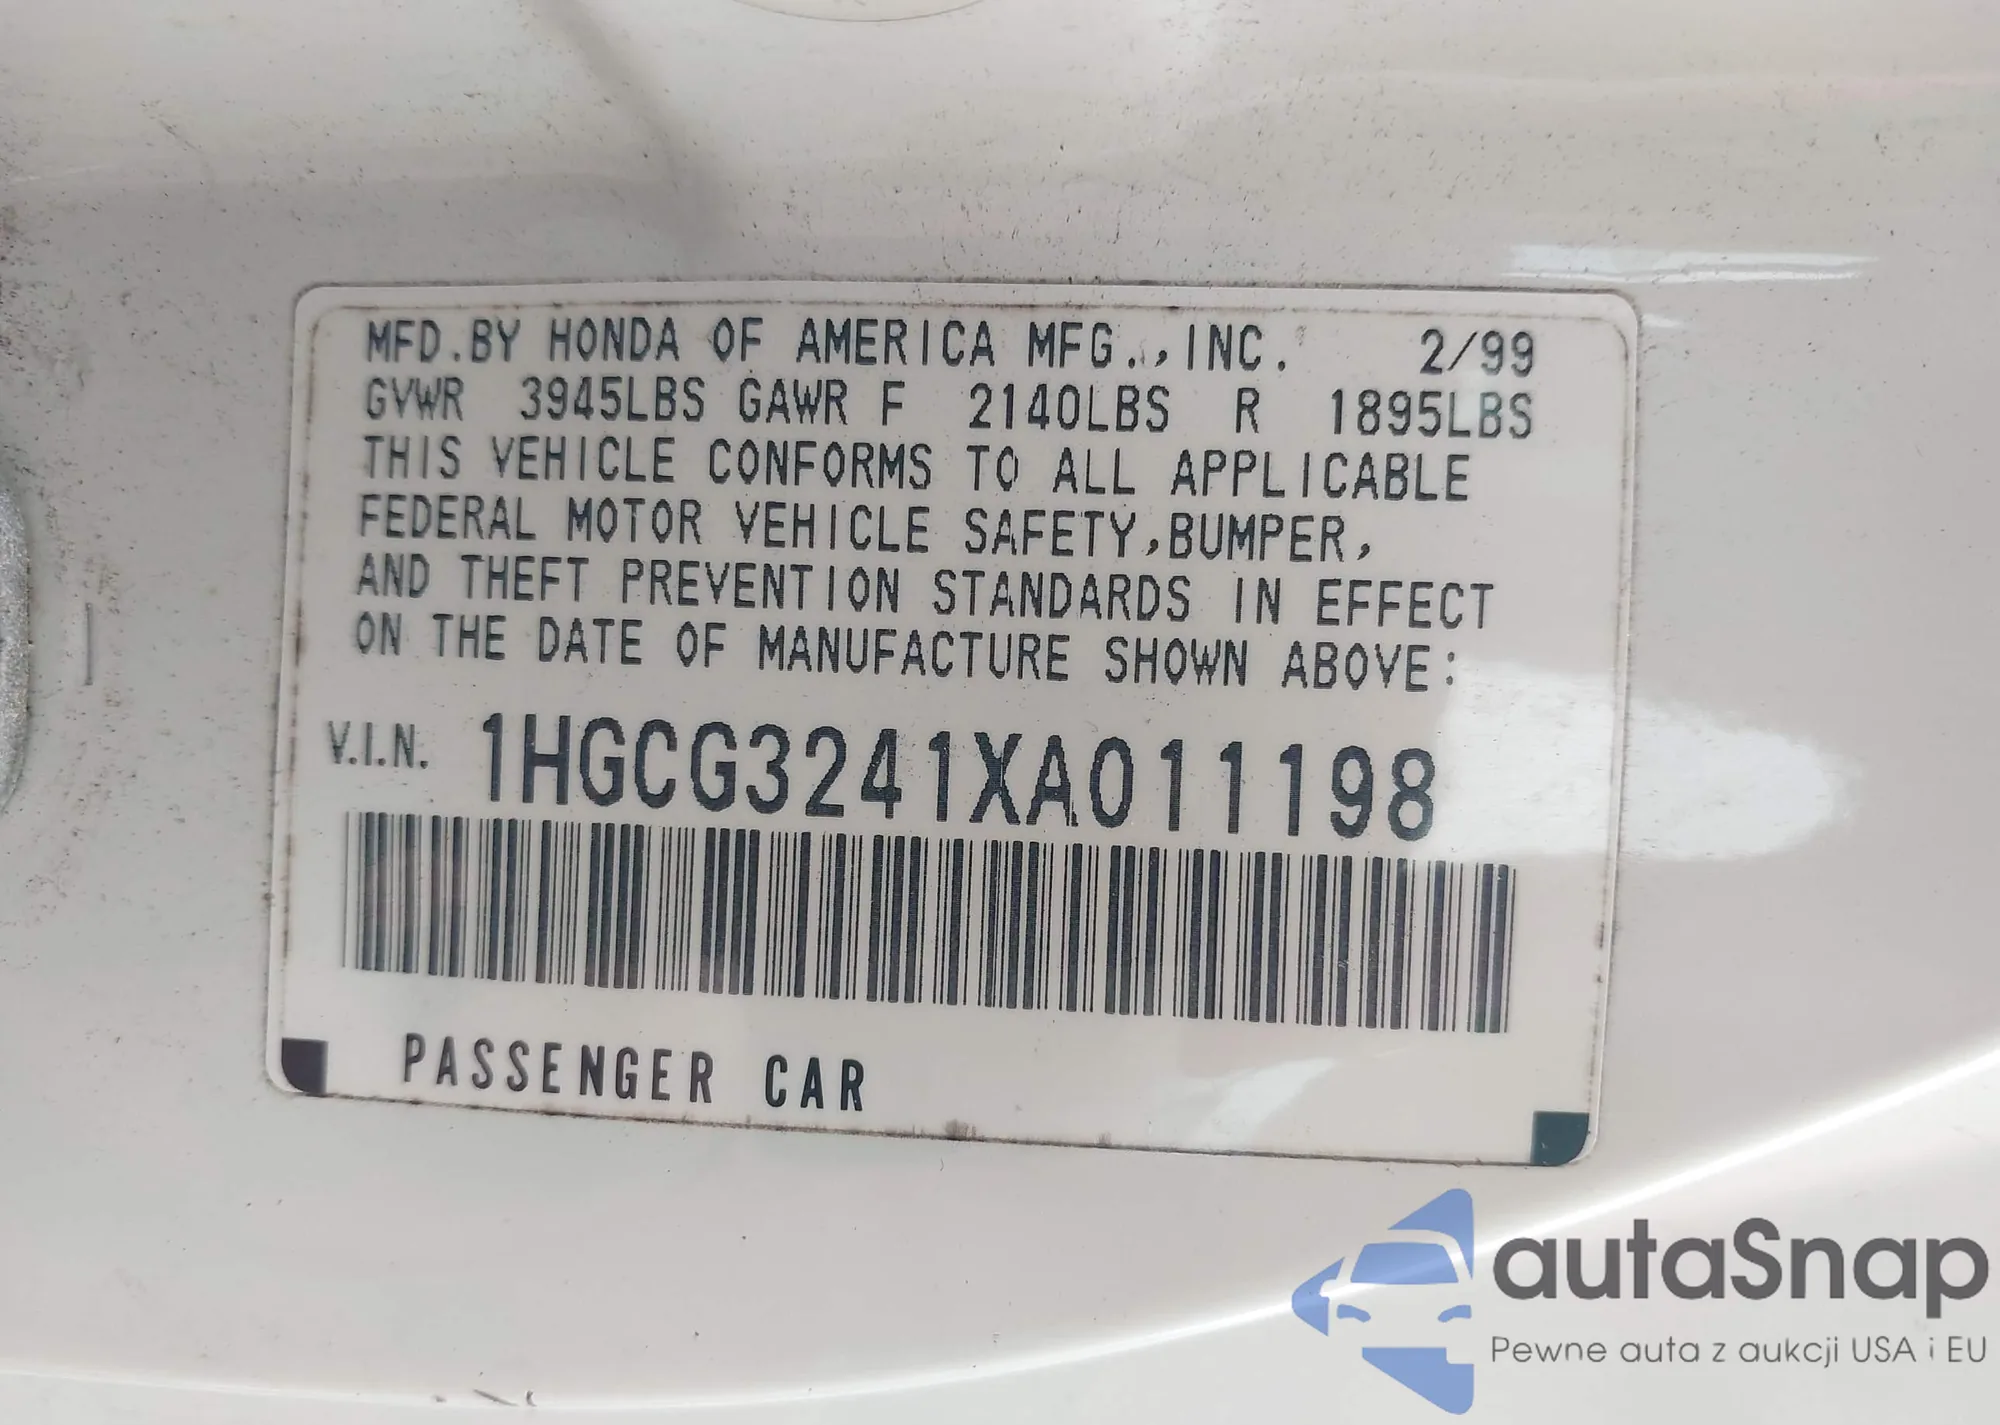 MFD.BY HONDA OF AMERICA MFG.,INC. 2/99
GVWR 3945LBS GAWR F 2140LBS R 1895LBS
THIS VEHICLE CONFORMS TO ALL APPLICABLE
FEDERAL MOTOR VEHICLE SAFETY,BUMPER,
AND THEFT PREVENTION STANDARDS IN EFFECT
ON THE DATE OF MANUFACTURE SHOWN ABOVE:
V.I.N. 1HGCG3241XA011198
PASSENGER CAR
autaSnap
Pewne auta z aukcji USA i EU